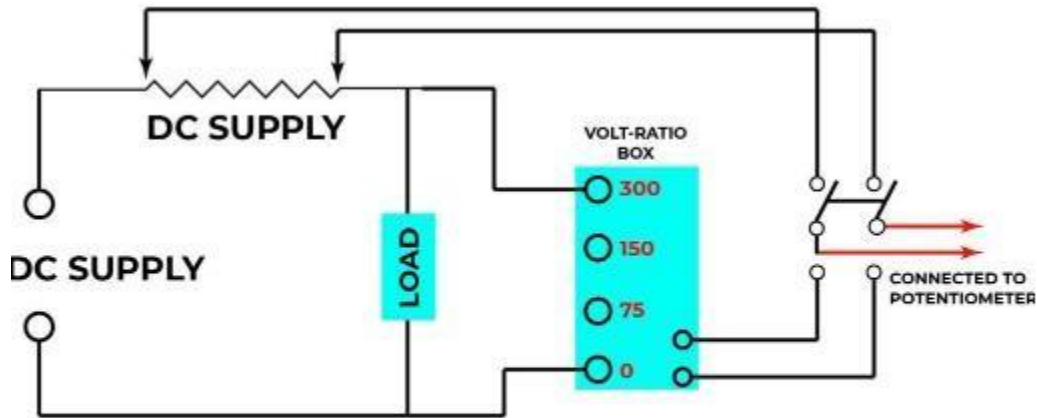 DC SUPPLY
VOLT-RATIO
BOX
300
150
75
0
LOAD
DC SUPPLY
CONNECTED TO
POTENTIOMETER